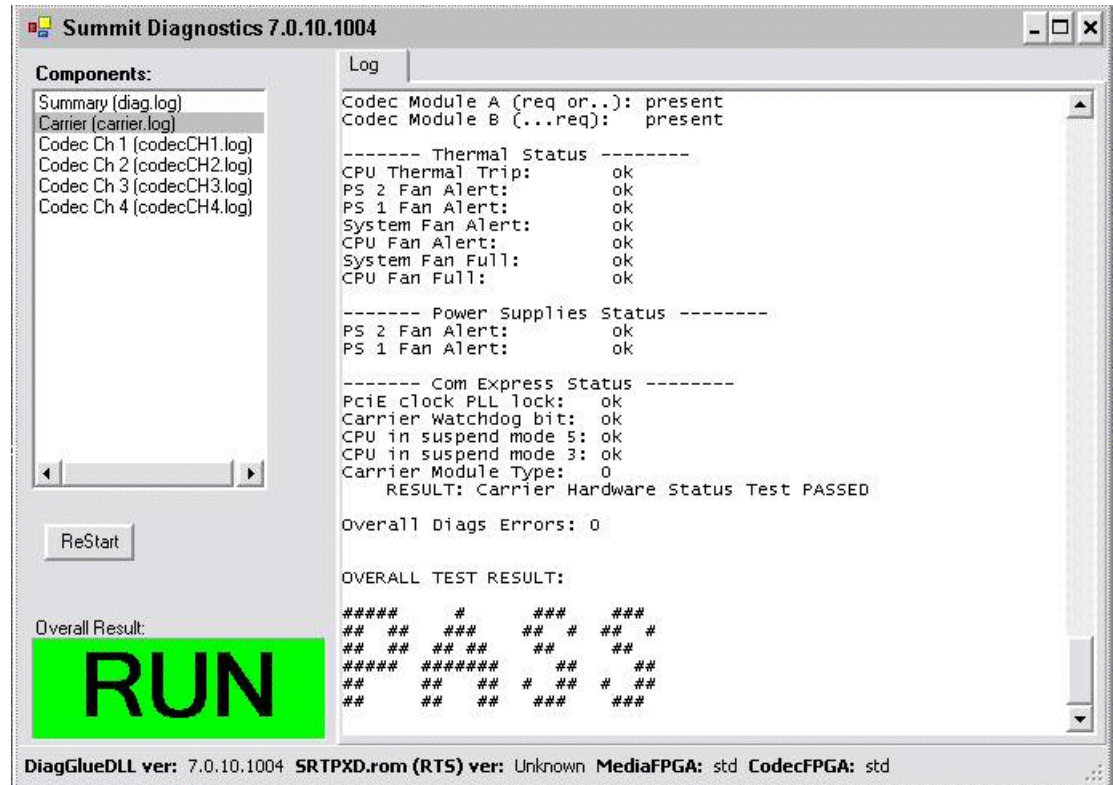 Summit Diagnostics 7.0.10.1004
Components:
Summary (diag.log)
Carrier (carrier.log)
Codec Ch 1 (codecCH1.log)
Codec Ch 2 (codecCH2.log)
Codec Ch 3 (codecCH3.log)
Codec Ch 4 (codecCH4.log)
ReStart
Overall Result:
RUN
Log
Codec Module A (req or..): present
Codec Module B (...req): present
------- Thermal Status --------
CPU Thermal Trip: ok
PS 2 Fan Alert: ok
PS 1 Fan Alert: ok
System Fan Alert: ok
CPU Fan Alert: ok
System Fan Full: ok
CPU Fan Full: ok
------- Power Supplies Status --------
PS 2 Fan Alert: ok
PS 1 Fan Alert: ok
------- Com Express Status --------
PciE clock PLL lock: ok
Carrier Watchdog bit: ok
CPU in suspend mode 5: ok
CPU in suspend mode 3: ok
Carrier Module Type: 0
RESULT: Carrier Hardware Status Test PASSED
Overall Diags Errors: 0
OVERALL TEST RESULT:
PASS
DiagGlueDLL ver: 7.0.10.1004 SRTPXD.rom (RTS) ver: Unknown MediaFPGA: std CodecFPGA: std